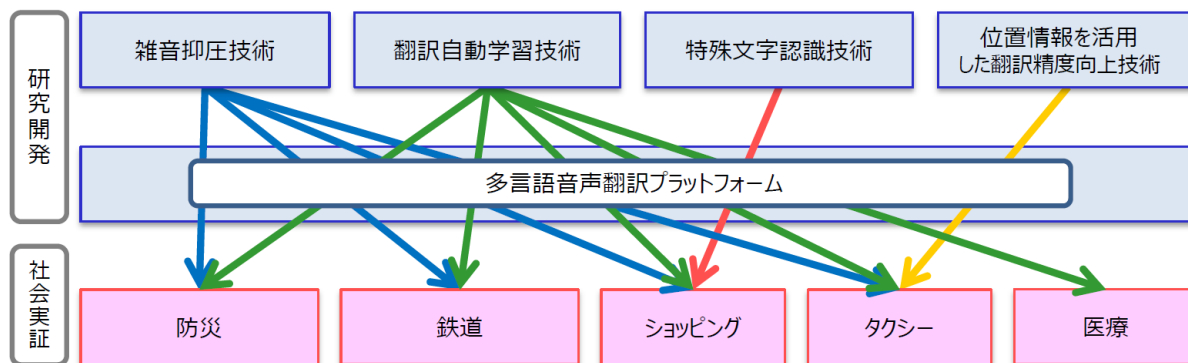 研究開発
雑音抑圧技術
翻訳自動学習技術
特殊文字認識技術
位置情報を活用
した翻訳精度向上技術
多言語音声翻訳プラットフォーム
社会実証
防災
鉄道
ショッピング
タクシー
医療